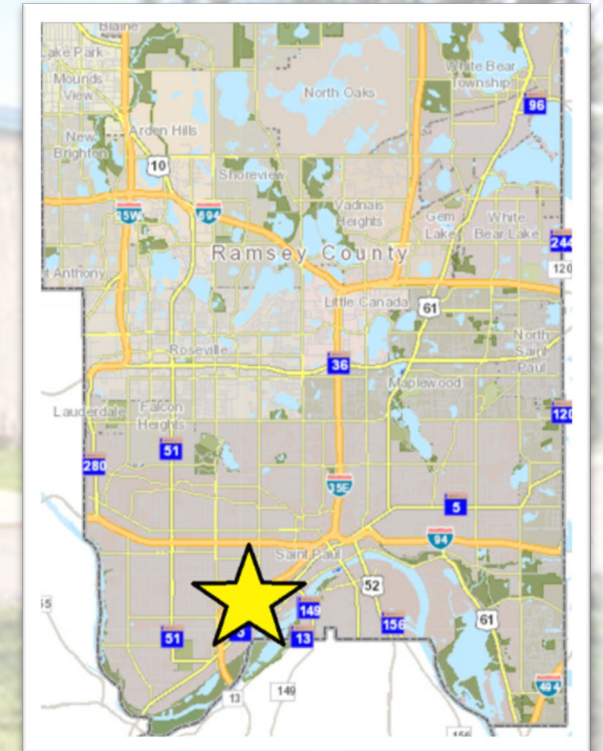 Blaine
Lake Park
White Bear
Township
Mounds
View
North Oaks
96
New
Brighton
Arden Hills
10
Shoreview
35W
694
Vadnais
Heights
Gem
Lake
White
Bear Lake
244
Ramsey County
120
t Anthony
Little Canada
61
North
Saint
Paul
Roseville
36
Maplewood
Lauderdale
Falcon
Heights
120
51
280
35E
5
94
Saint Paul
52
149
61
51
13
156
494
13
149
156